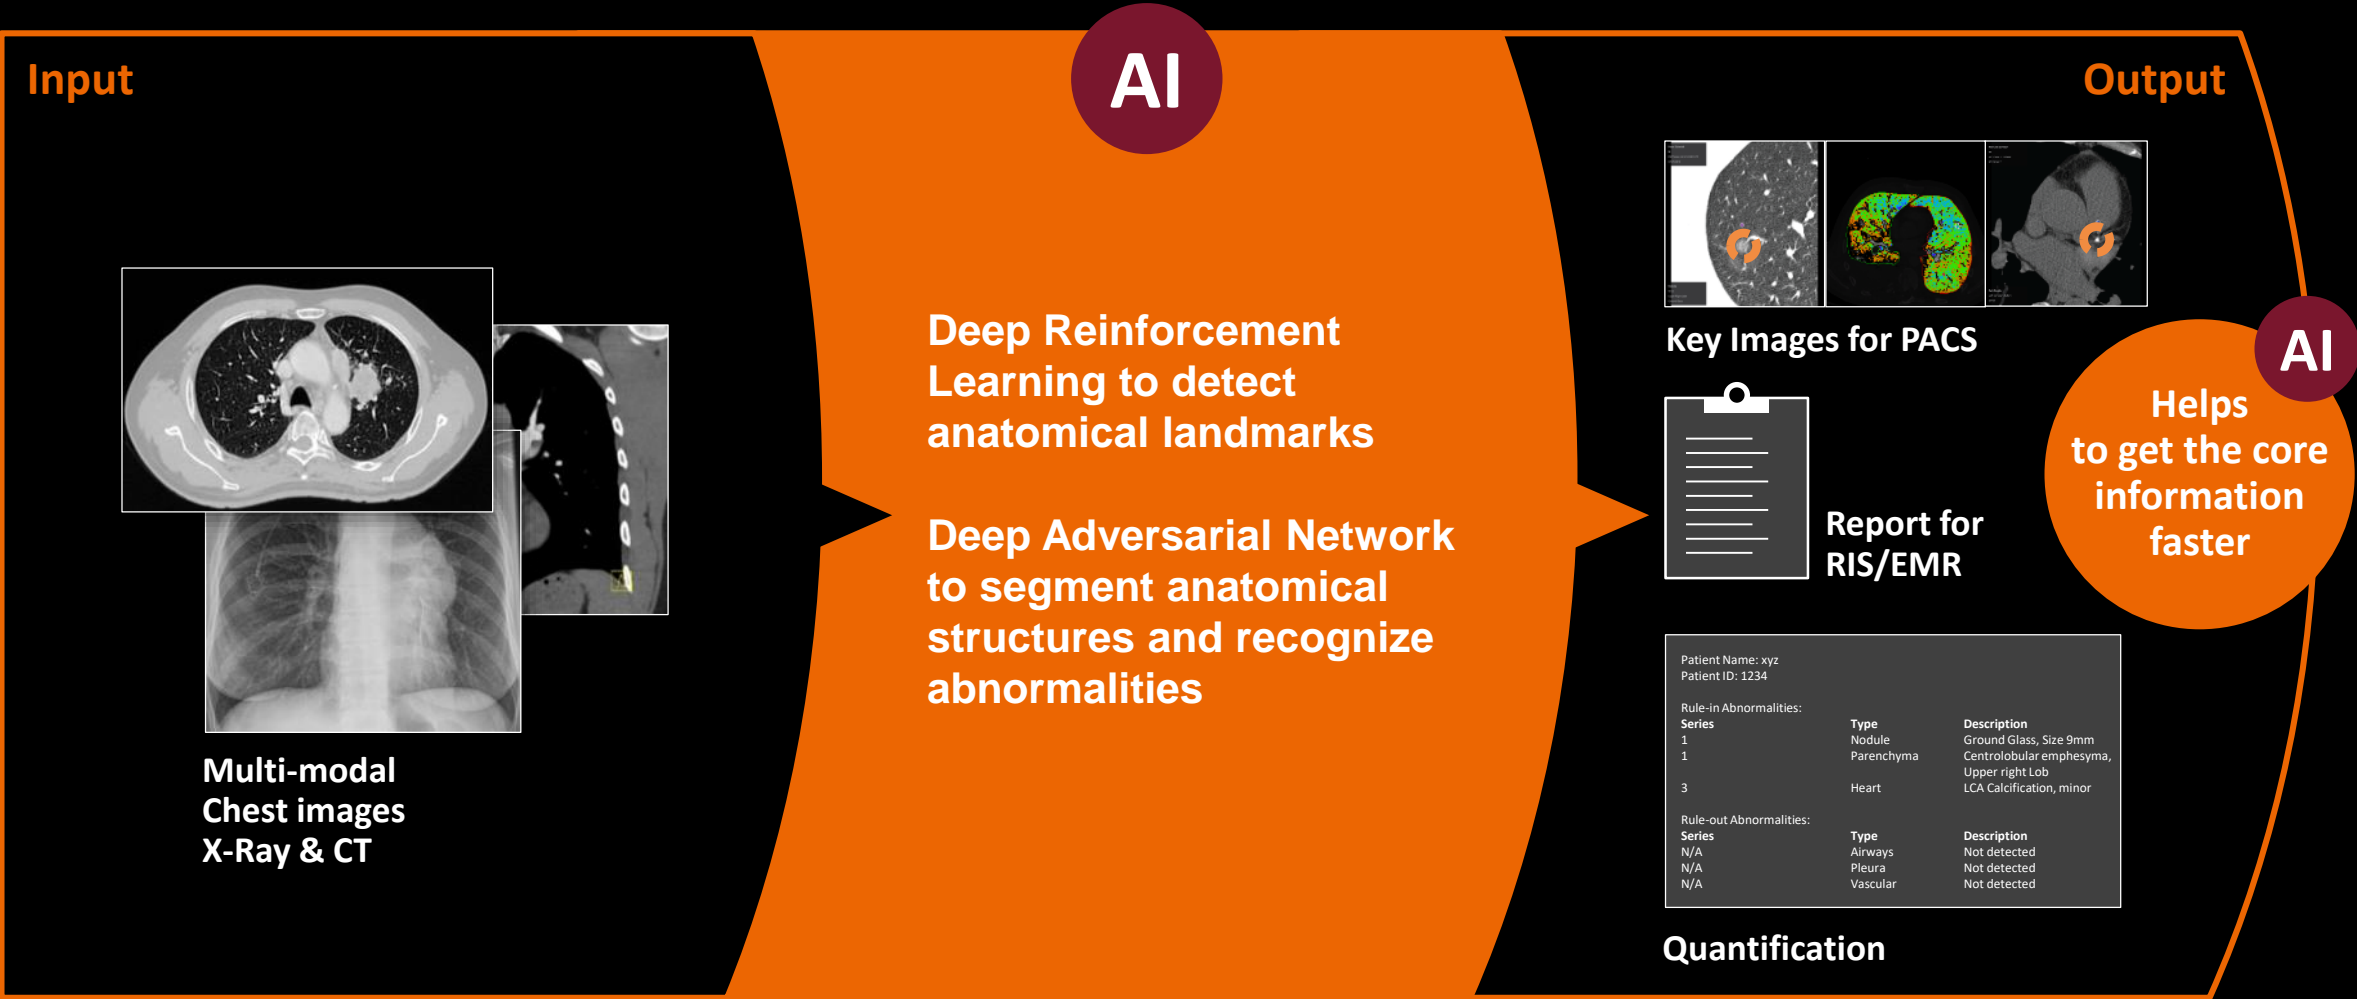 AI
Input
Output
Multi-modal
Chest images
X-Ray & CT
Deep Reinforcement
Learning to detect
anatomical landmarks
Deep Adversarial Network
to segment anatomical
structures and recognize
abnormalities
Key Images for PACS
Report for
RIS/EMR
AI
Helps
to get the core
information
faster
Patient Name: xyz
Patient ID: 1234
Rule-in Abnormalities:
Series Type Description
1 Nodule Ground Glass, Size 9mm
1 Parenchyma Centrolobular emphesyma,
Upper right Lob
3 Heart LCA Calcification, minor
Rule-out Abnormalities:
Series Type Description
N/A Airways Not detected
N/A Pleura Not detected
N/A Vascular Not detected
Quantification